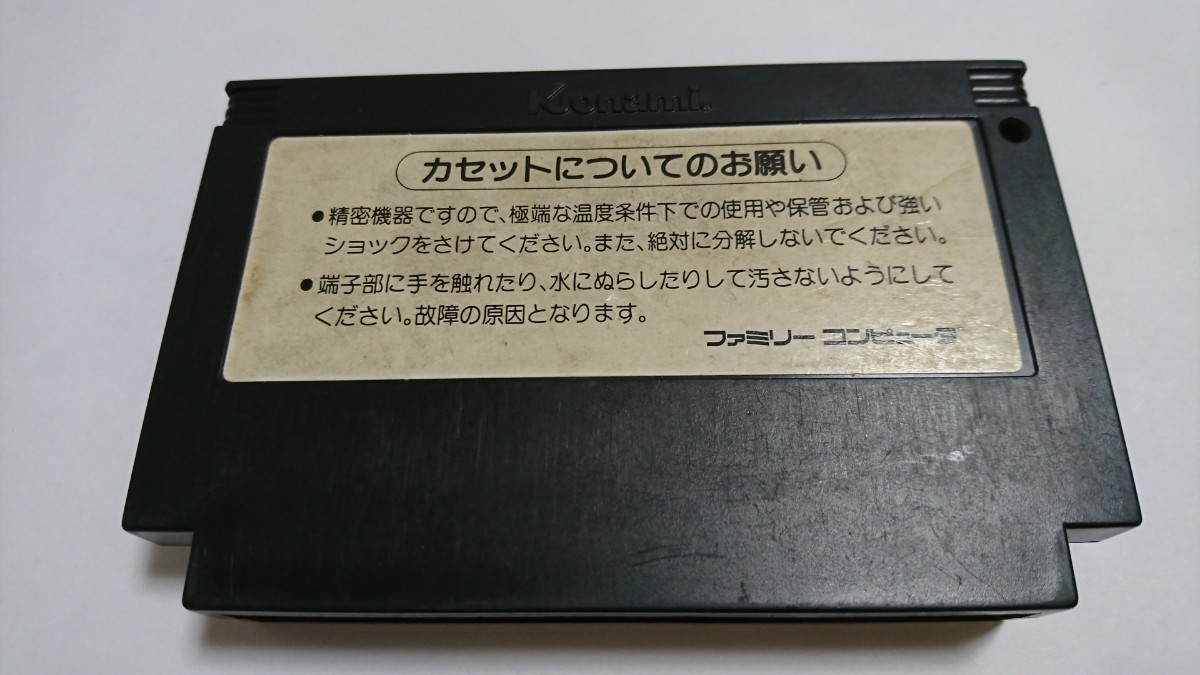 Konami
カセットについてのお願い
●精密機器ですので、極端な温度条件下での使用や保管および強い
ショックをさけてください。また、絶対に分解しないでください。
●端子部に手を触れたり、水にぬらしたりして汚さないようにして
ください。故障の原因となります。
ファミリー コンピュータ